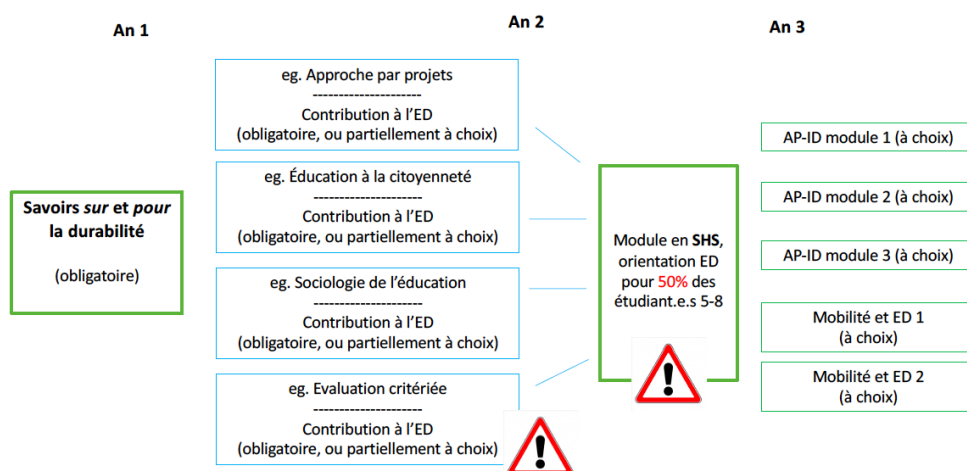 An 1
An 2
An 3
Savoirs sur et pour
la durabilité
(obligatoire)
eg. Approche par projets
---------------------
Contribution à l'ED
(obligatoire, ou partiellement à choix)
eg. Éducation à la citoyenneté
---------------------
Contribution à l'ED
(obligatoire, ou partiellement à choix)
eg. Sociologie de l'éducation
---------------------
Contribution à l'ED
(obligatoire, ou partiellement à choix)
eg. Evaluation critériée
---------------------
Contribution à l'ED
(obligatoire, ou partiellement à choix)
Module en SHS,
orientation ED
pour 50% des
étudiant.e.s 5-8
AP-ID module 1 (à choix)
AP-ID module 2 (à choix)
AP-ID module 3 (à choix)
Mobilité et ED 1
(à choix)
Mobilité et ED 2
(à choix)